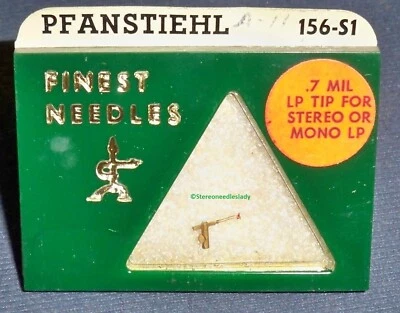 PFANSTIEHL 156-S1
FINEST
NEEDLES
.7 MIL
LP TIP FOR
STEREO OR
MONO LP
©Stereoneedleslady